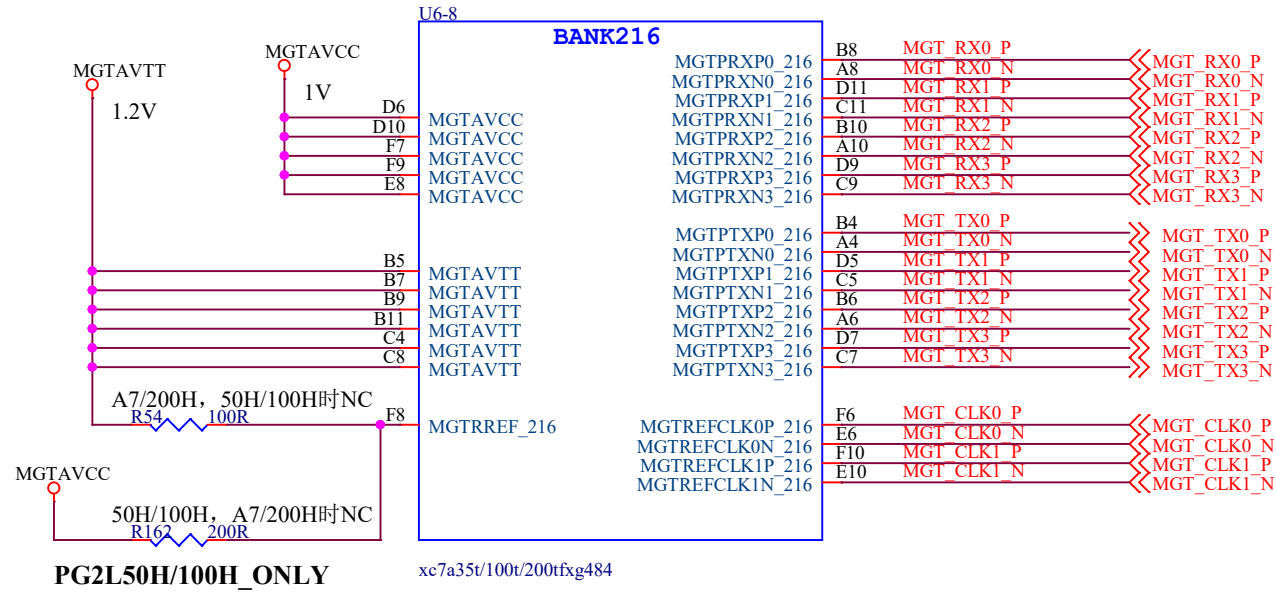 U6-8
BANK216
MGTAVTT
1.2V
MGTAVCC
1V
D6 MGTAVCC
D10 MGTAVCC
F7 MGTAVCC
F9 MGTAVCC
E8 MGTAVCC
B5 MGTAVTT
B7 MGTAVTT
B9 MGTAVTT
B11 MGTAVTT
C4 MGTAVTT
C8 MGTAVTT
A7/200H，50H/100H时NC
R54 100R
F8 MGTRREF_216
MGTAVCC
50H/100H，A7/200H时NC
R162 200R
PG2L50H/100H_ONLY
MGTPRXP0_216 B8 MGT_RX0_P MGT_RX0_P
MGTPRXN0_216 A8 MGT_RX0_N MGT_RX0_N
MGTPRXP1_216 D11 MGT_RX1_P MGT_RX1_P
MGTPRXN1_216 C11 MGT_RX1_N MGT_RX1_N
MGTPRXP2_216 B10 MGT_RX2_P MGT_RX2_P
MGTPRXN2_216 A10 MGT_RX2_N MGT_RX2_N
MGTPRXP3_216 D9 MGT_RX3_P MGT_RX3_P
MGTPRXN3_216 C9 MGT_RX3_N MGT_RX3_N
MGTPTXP0_216 B4 MGT_TX0_P MGT_TX0_P
MGTPTXN0_216 A4 MGT_TX0_N MGT_TX0_N
MGTPTXP1_216 D5 MGT_TX1_P MGT_TX1_P
MGTPTXN1_216 C5 MGT_TX1_N MGT_TX1_N
MGTPTXP2_216 B6 MGT_TX2_P MGT_TX2_P
MGTPTXN2_216 A6 MGT_TX2_N MGT_TX2_N
MGTPTXP3_216 D7 MGT_TX3_P MGT_TX3_P
MGTPTXN3_216 C7 MGT_TX3_N MGT_TX3_N
MGTREFCLK0P_216 F6 MGT_CLK0_P MGT_CLK0_P
MGTREFCLK0N_216 E6 MGT_CLK0_N MGT_CLK0_N
MGTREFCLK1P_216 F10 MGT_CLK1_P MGT_CLK1_P
MGTREFCLK1N_216 E10 MGT_CLK1_N MGT_CLK1_N
xc7a35t/100t/200tfxg484